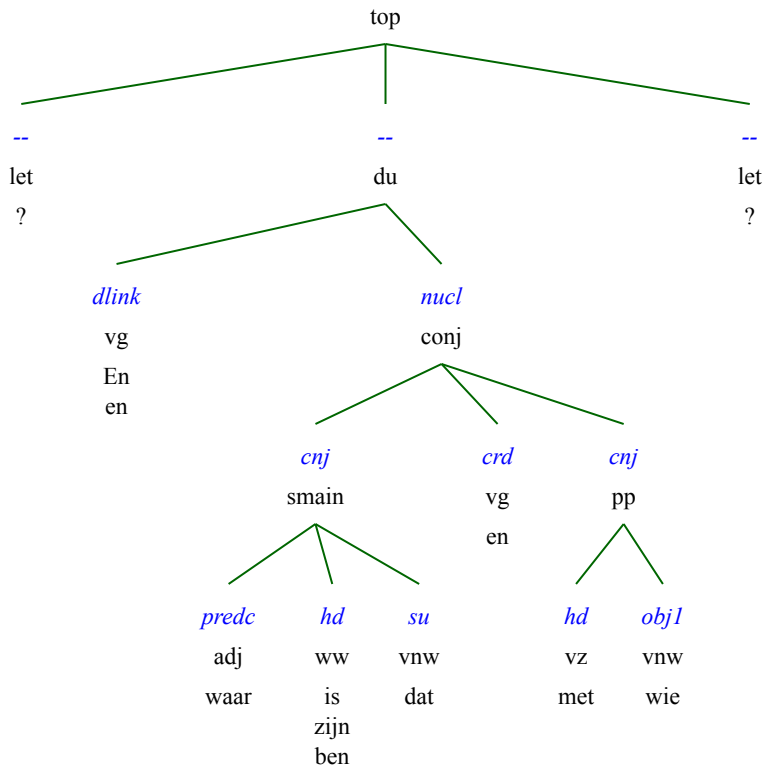 top
-- -- --
let du let
? ?
dlink nucl
vg conj
En
en
cnj crd cnj
smain vg pp
en
predc hd su hd obj1
adj ww vnw vz vnw
waar is dat met wie
zijn
ben